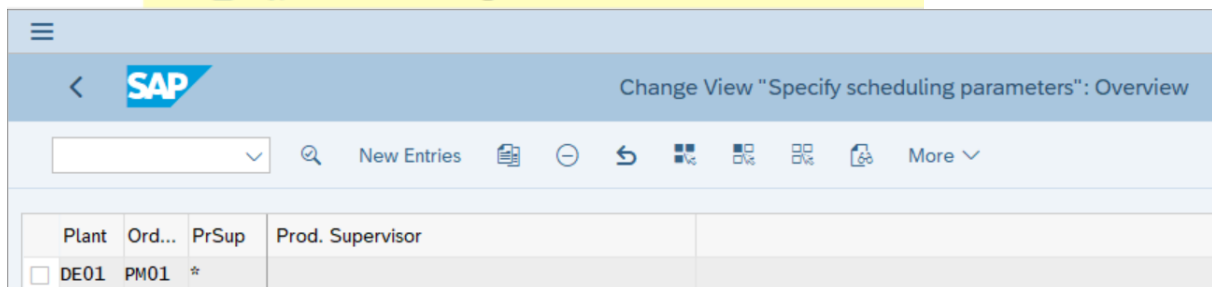 SAP
Change View "Specify scheduling parameters": Overview
New Entries
More
Plant Ord... PrSup Prod. Supervisor
DE01 PM01 *